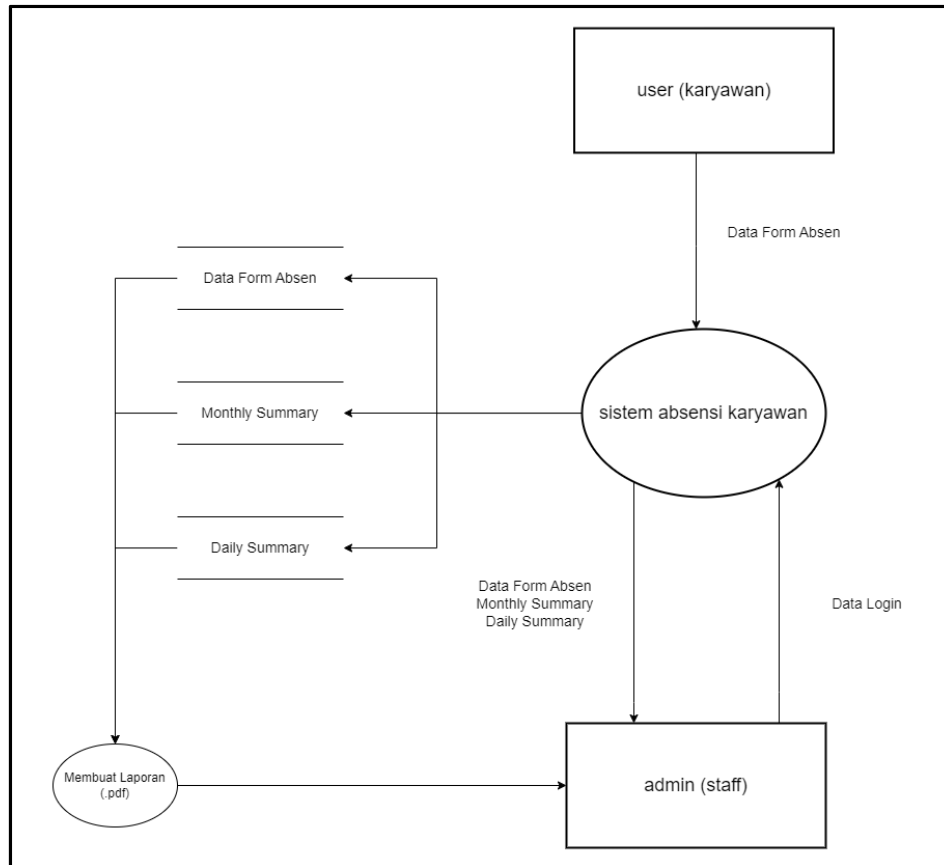 user (karyawan)
Data Form Absen
Data Form Absen
sistem absensi karyawan
Monthly Summary
Daily Summary
Data Form Absen
Monthly Summary
Daily Summary
Data Login
Membuat Laporan
(.pdf)
admin (staff)